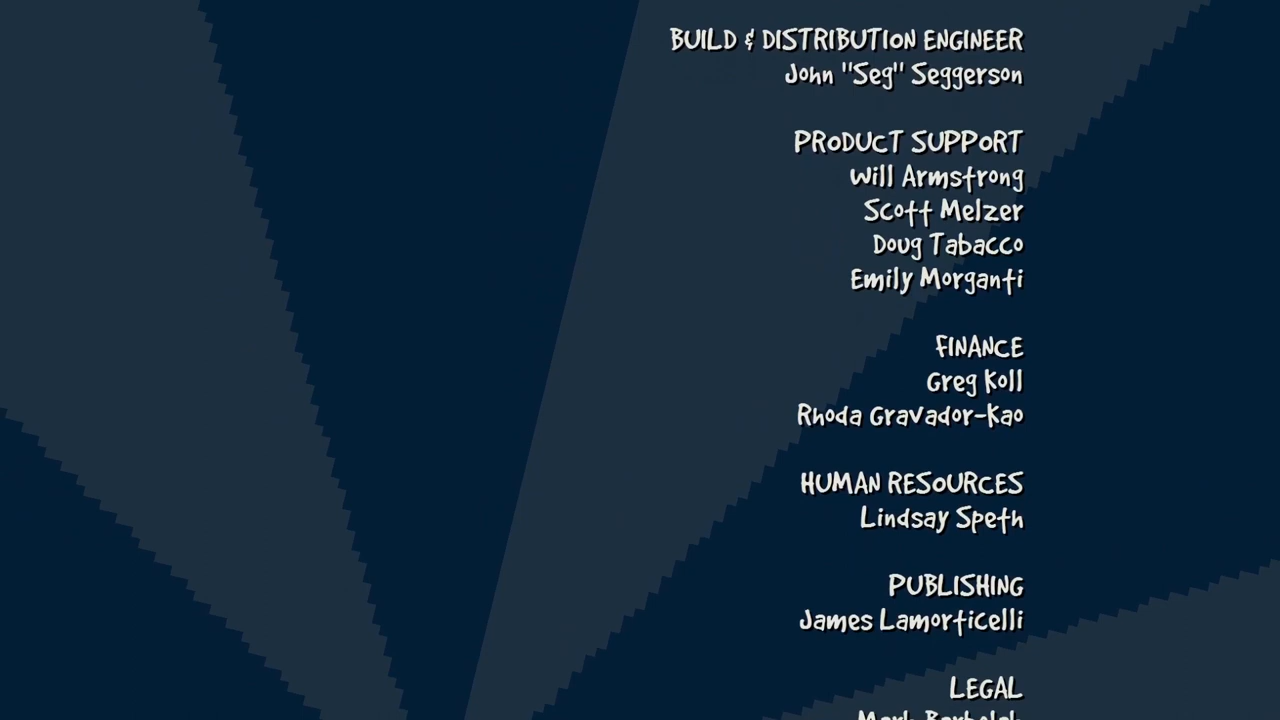 BUILD & DISTRIBUTION ENGINEER
John "Seg" Seggerson
PRODUCT SUPPORT
Will Armstrong
Scott Melzer
Doug Tabacco
Emily Morganti
FINANCE
Greg Koll
Rhoda Gravador-Kao
HUMAN RESOURCES
Lindsay Speth
PUBLISHING
James Lamorticelli
LEGAL
Mark